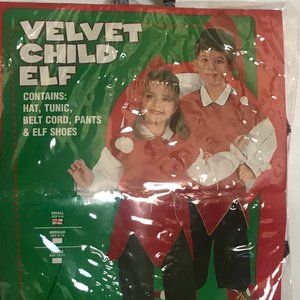 VELVET
CHILD
ELF
CONTAINS:
HAT, TUNIC,
BELT CORD, PANTS
& ELF SHOES
SMALL
MEDIUM